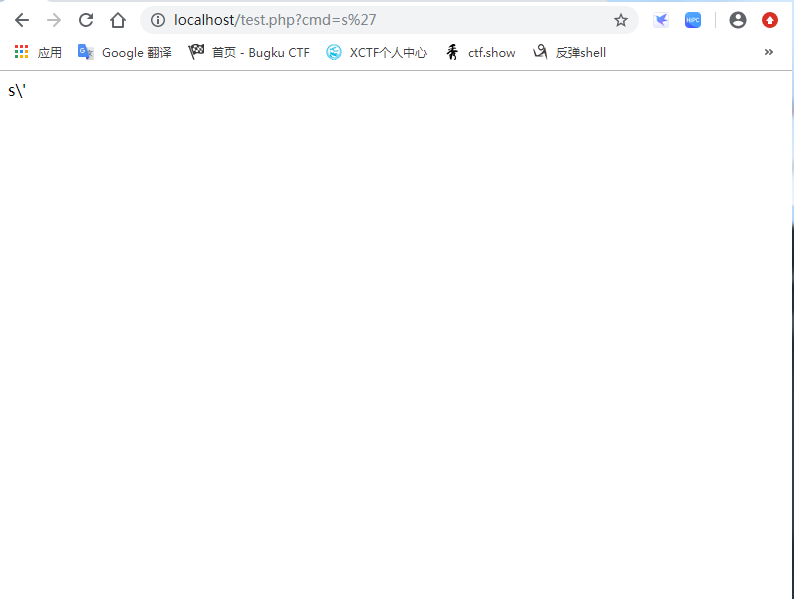 localhost/test.php?cmd=s%27
HiPC
应用 Google 翻译 首页 - Bugku CTF XCTF个人中心 ctf.show 反弹shell »
s\'